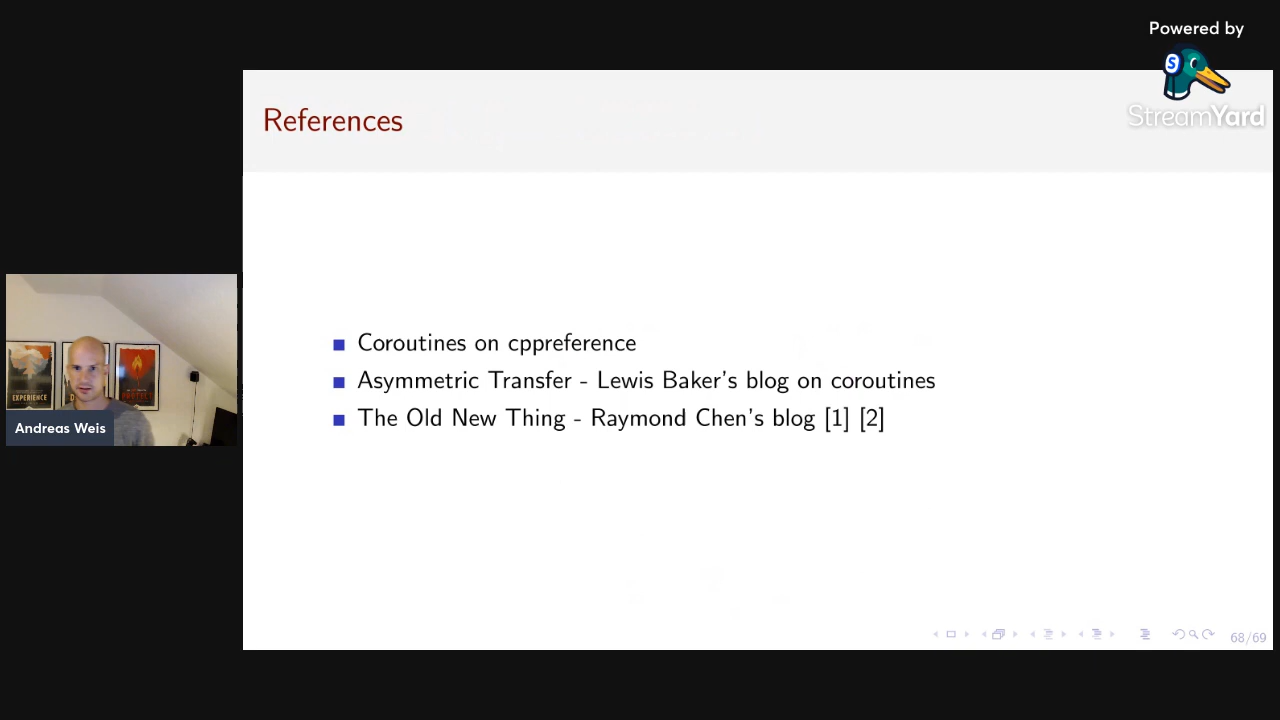 Powered by
StreamYard
References
Coroutines on cppreference
Asymmetric Transfer - Lewis Baker's blog on coroutines
The Old New Thing - Raymond Chen's blog [1] [2]
EXPERIENCE
Andreas Weis
68/69